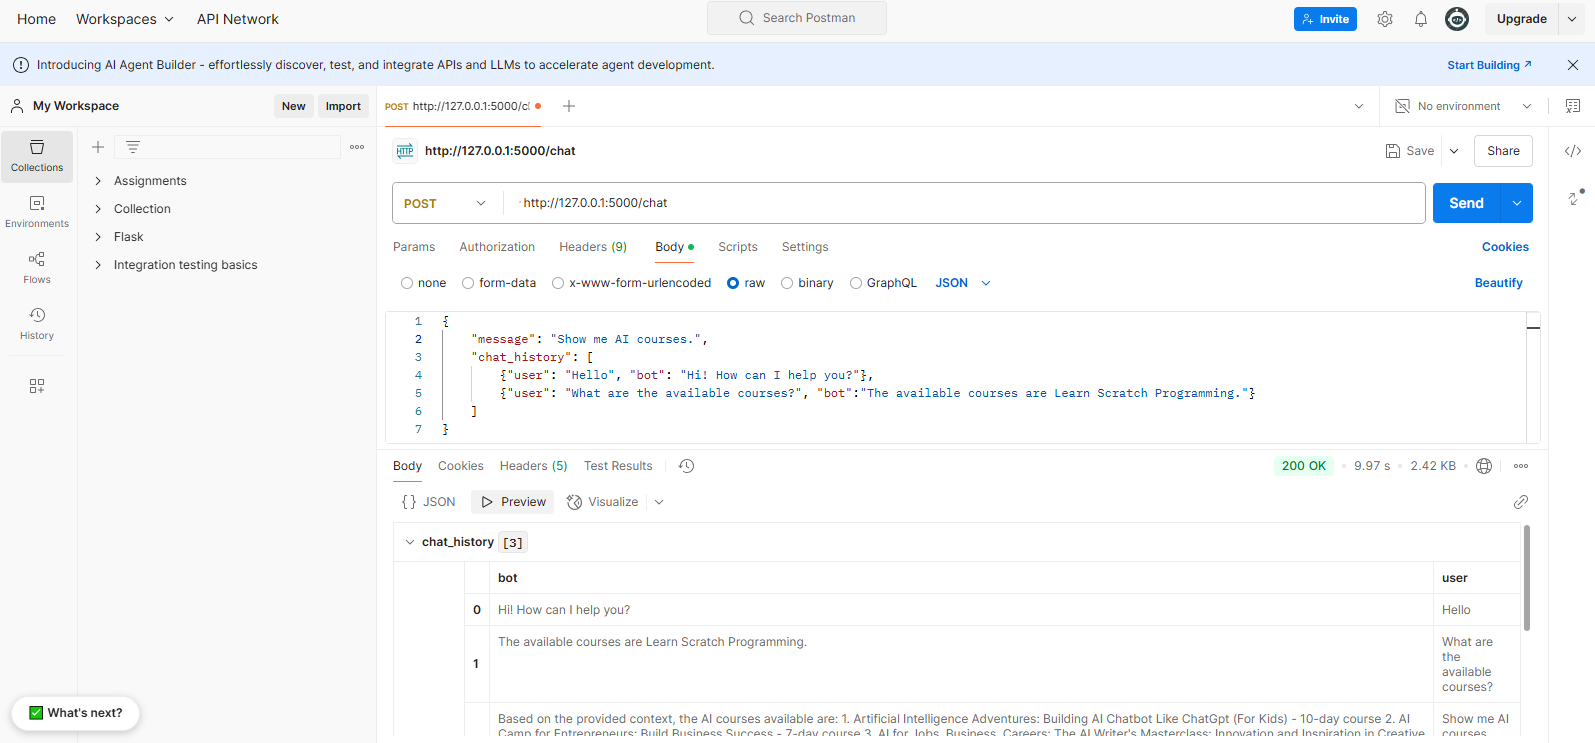 Home Workspaces API Network Search Postman Invite Upgrade
Introducing AI Agent Builder - effortlessly discover, test, and integrate APIs and LLMs to accelerate agent development. Start Building
My Workspace New Import POST http://127.0.0.1:5000/cl No environment
Collections
Environments
Flows
History
Assignments
Collection
Flask
Integration testing basics
HTTP http://127.0.0.1:5000/chat Save Share
POST http://127.0.0.1:5000/chat Send
Params Authorization Headers (9) Body Scripts Settings Cookies
none form-data x-www-form-urlencoded raw binary GraphQL JSON Beautify
1 {
2 "message": "Show me AI courses.",
3 "chat_history": [
4 {"user": "Hello", "bot": "Hi! How can I help you?"},
5 {"user": "What are the available courses?", "bot":"The available courses are Learn Scratch Programming."}
6 ]
7 }
Body Cookies Headers (5) Test Results 200 OK 9.97 s 2.42 KB
{} JSON Preview Visualize
chat_history [3]
bot user
0 Hi! How can I help you? Hello
1 The available courses are Learn Scratch Programming. What are
the
available
courses?
Based on the provided context, the AI courses available are: 1. Artificial Intelligence Adventures: Building AI Chatbot Like ChatGpt (For Kids) - 10-day course 2. AI Show me AI
Camp for Entrepreneurs: Build Business Success - 7-day course 3. AI for Jobs, Business, Careers: The AI Writer's Masterclass: Innovation and Inspiration in Creative courses
What's next?